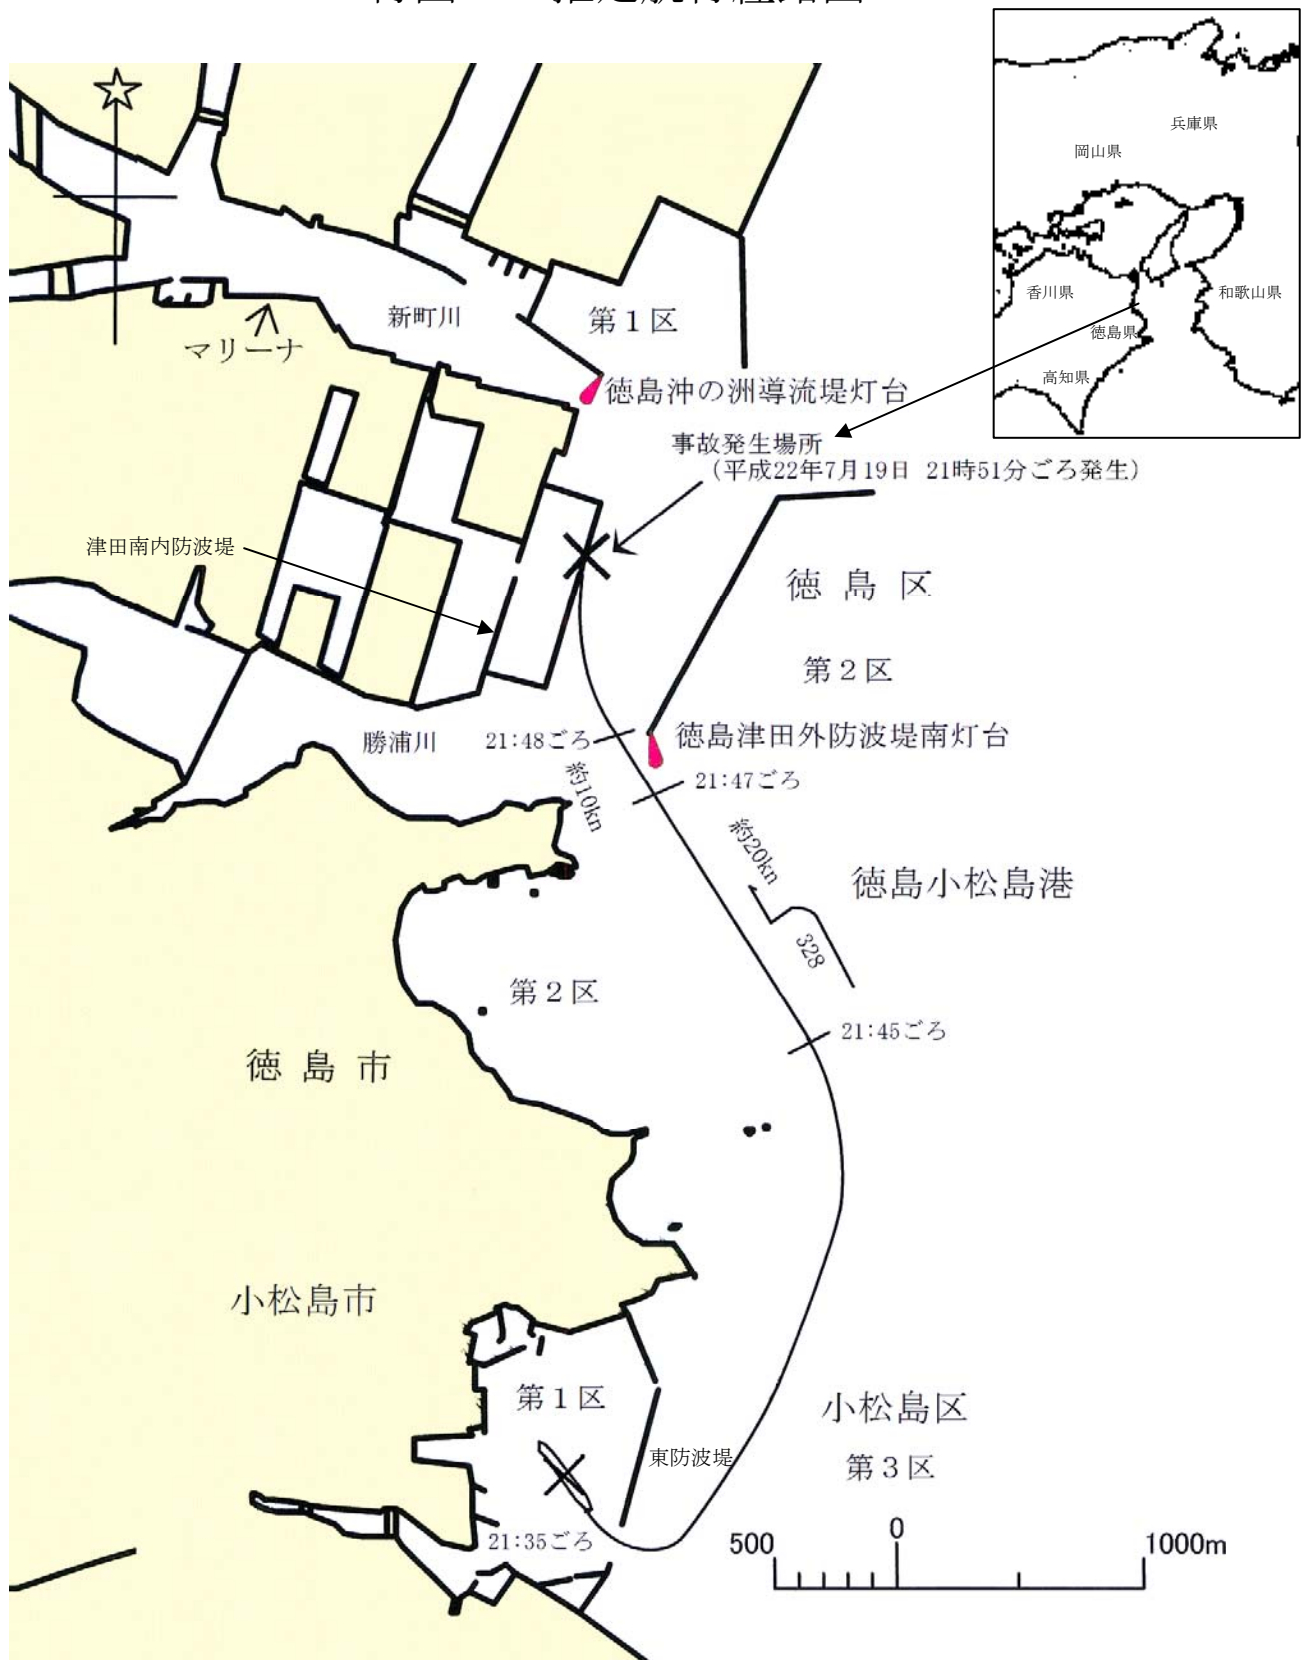 兵庫県
岡山県
香川県
和歌山県
徳島県
高知県
新町川
第1区
マリーナ
徳島沖の洲導流堤灯台
事故発生場所
(平成22年7月19日 21時51分ごろ発生)
津田南内防波堤
徳島区
第2区
徳島津田外防波堤南灯台
勝浦川
21:48ごろ
21:47ごろ
約10kn
約20kn
徳島小松島港
328
第2区
21:45ごろ
徳島市
小松島市
第1区
小松島区
東防波堤
第3区
21:35ごろ
500
0
1000m